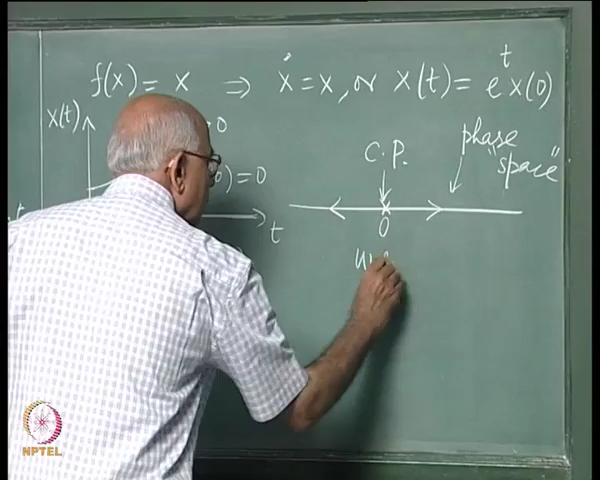 f(x) = x ⇒ ẋ = x, or x(t) = e^t x(0)
x(t)
) = 0
t
C.P.
phase
"space"
0
t
NPTEL